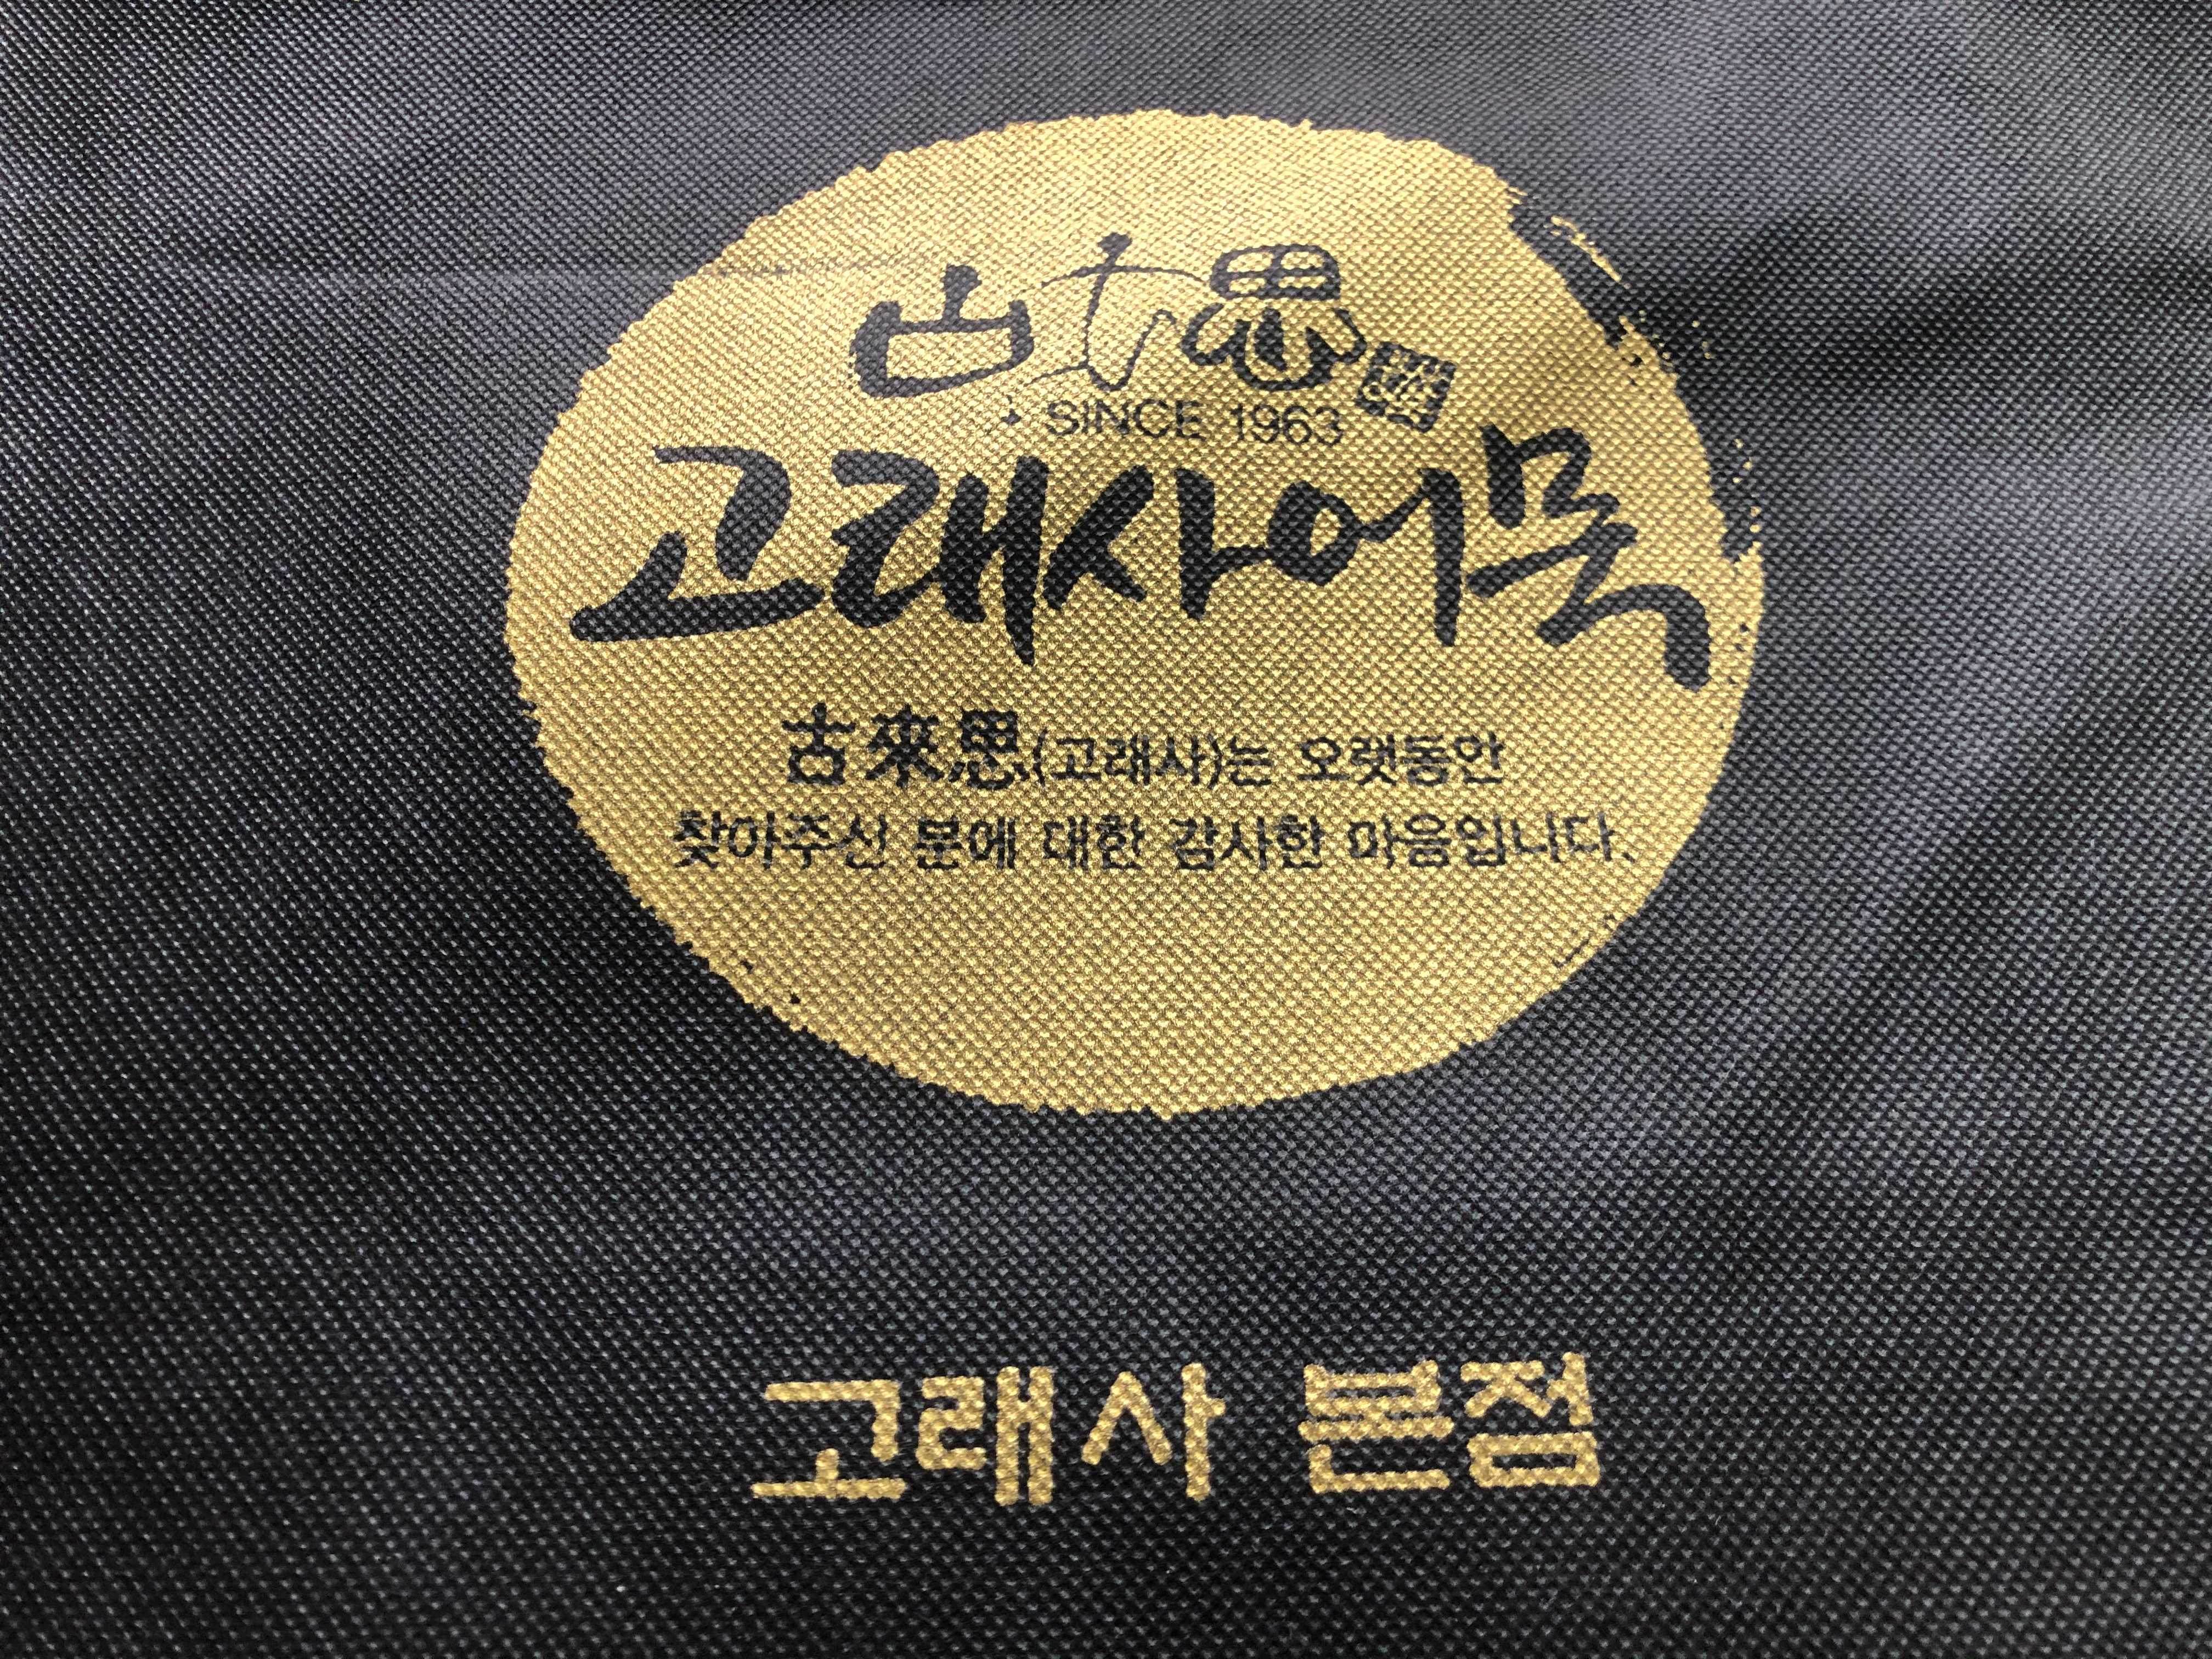 古來思
SINCE 1963
고래사어묵
古來思(고래사)는 오랫동안
찾아주신 분에 대한 감사한 마음입니다.
고래사 본점